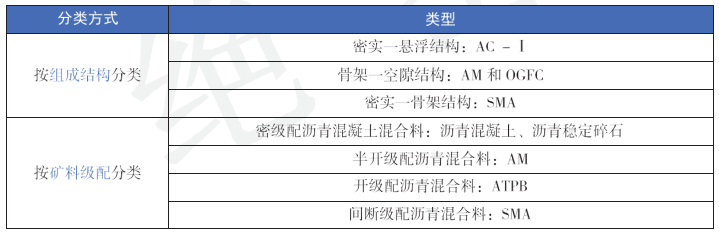 分类方式 类型
按组成结构分类
密实一悬浮结构：AC - Ⅰ
骨架一空隙结构：AM 和 OGFC
密实一骨架结构：SMA
按矿料级配分类
密级配沥青混凝土混合料：沥青混凝土、沥青稳定碎石
半开级配沥青混合料：AM
开级配沥青混合料：ATPB
间断级配沥青混合料：SMA